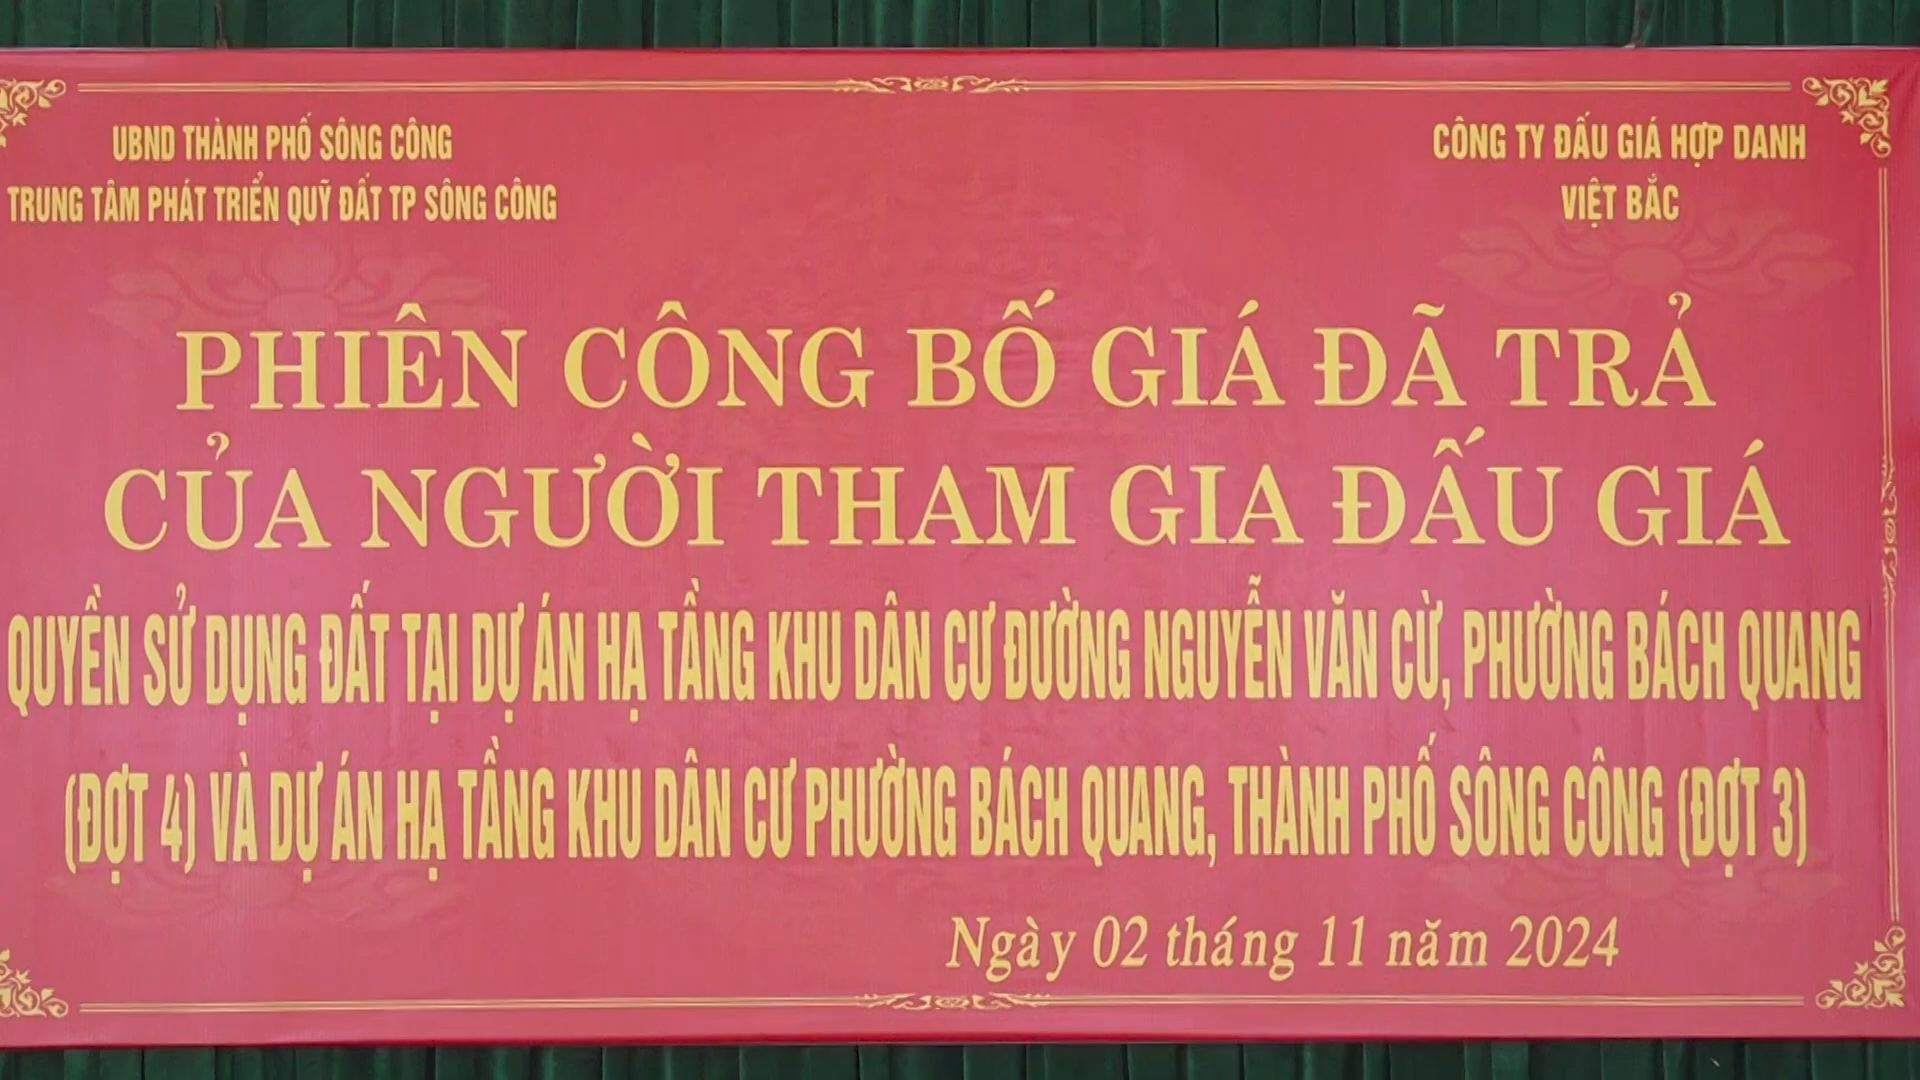 UBND THÀNH PHỐ SÔNG CÔNG
TRUNG TÂM PHÁT TRIỂN QUỸ ĐẤT TP SÔNG CÔNG
CÔNG TY ĐẤU GIÁ HỢP DANH
VIỆT BẮC
PHIÊN CÔNG BỐ GIÁ ĐÃ TRẢ
CỦA NGƯỜI THAM GIA ĐẤU GIÁ
QUYỀN SỬ DỤNG ĐẤT TẠI DỰ ÁN HẠ TẦNG KHU DÂN CƯ ĐƯỜNG NGUYỄN VĂN CỪ, PHƯỜNG BÁCH QUANG
(ĐỢT 4) VÀ DỰ ÁN HẠ TẦNG KHU DÂN CƯ PHƯỜNG BÁCH QUANG, THÀNH PHỐ SÔNG CÔNG (ĐỢT 3)
Ngày 02 tháng 11 năm 2024